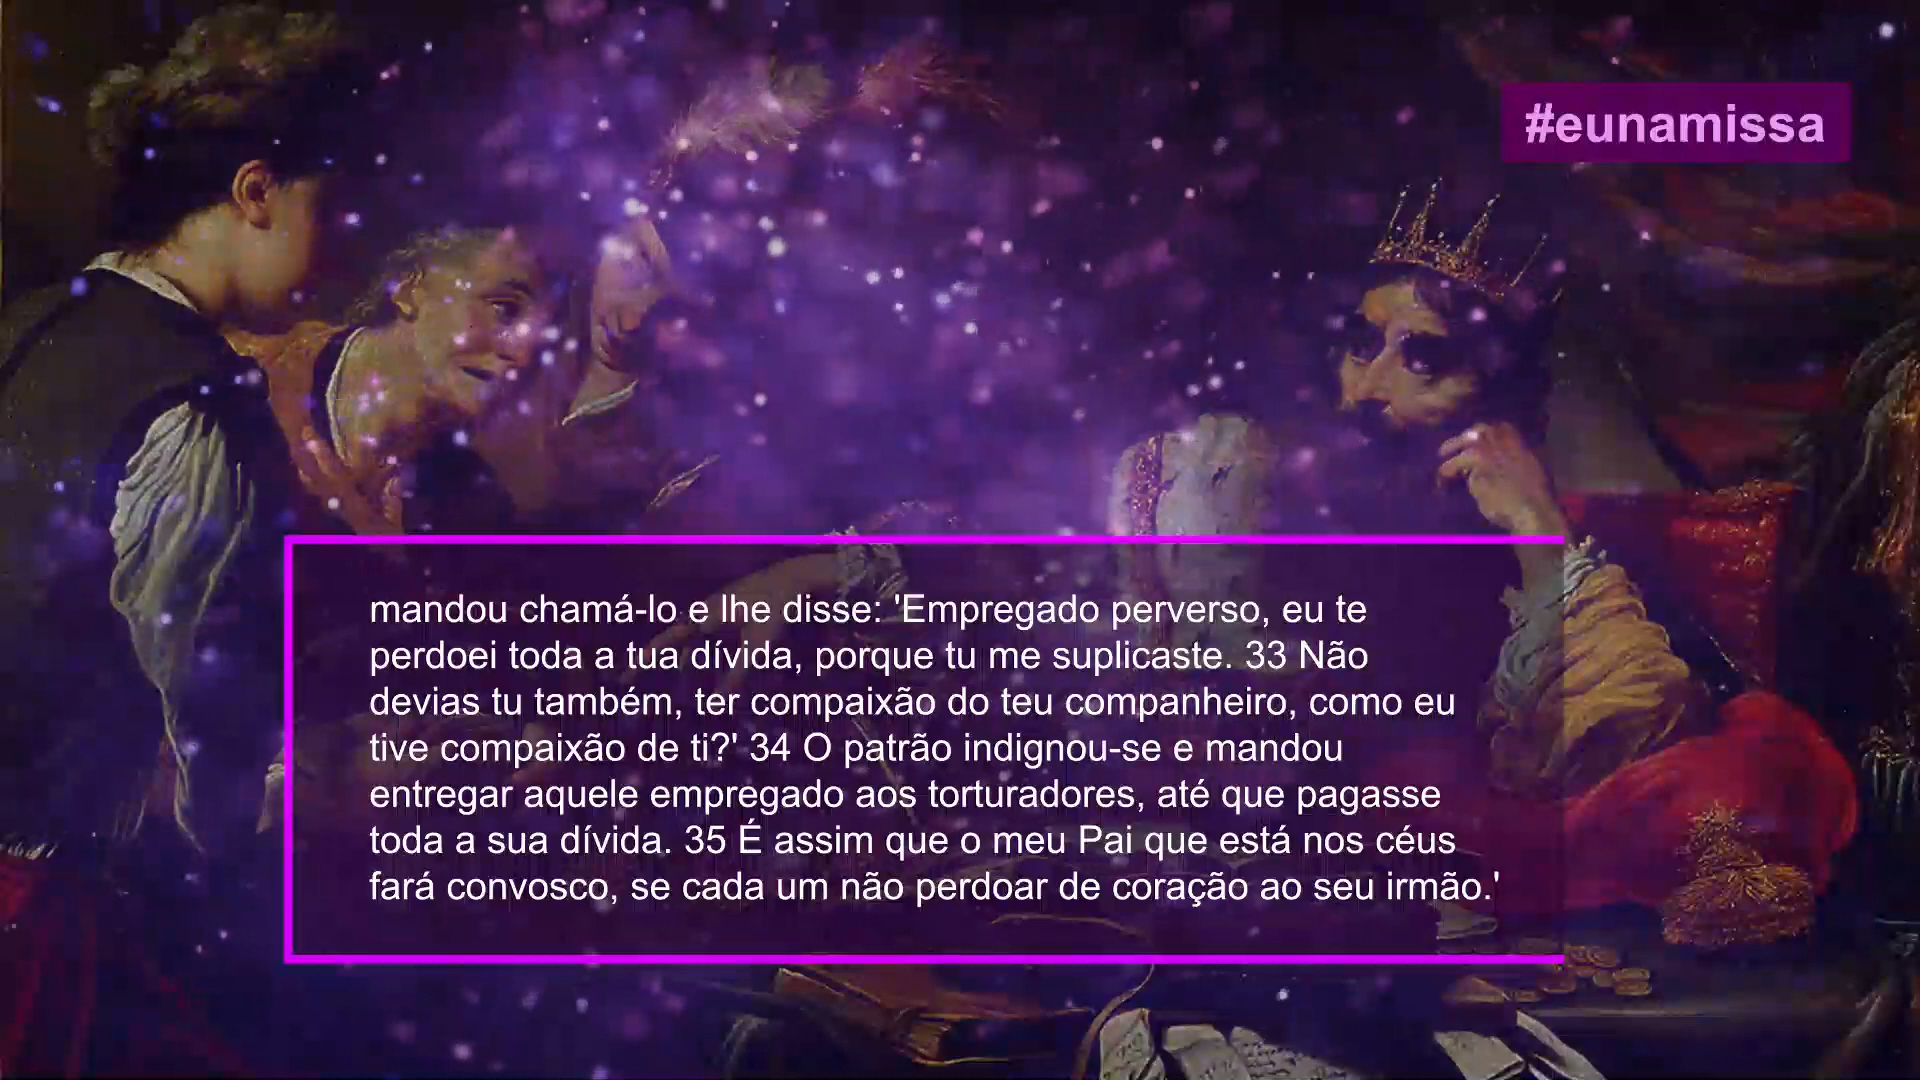 #eunamissa
mandou chamá-lo e lhe disse: 'Empregado perverso, eu te
perdoei toda a tua dívida, porque tu me suplicaste. 33 Não
devias tu também, ter compaixão do teu companheiro, como eu
tive compaixão de ti?' 34 O patrão indignou-se e mandou
entregar aquele empregado aos torturadores, até que pagasse
toda a sua dívida. 35 É assim que o meu Pai que está nos céus
fará convosco, se cada um não perdoar de coração ao seu irmão.'